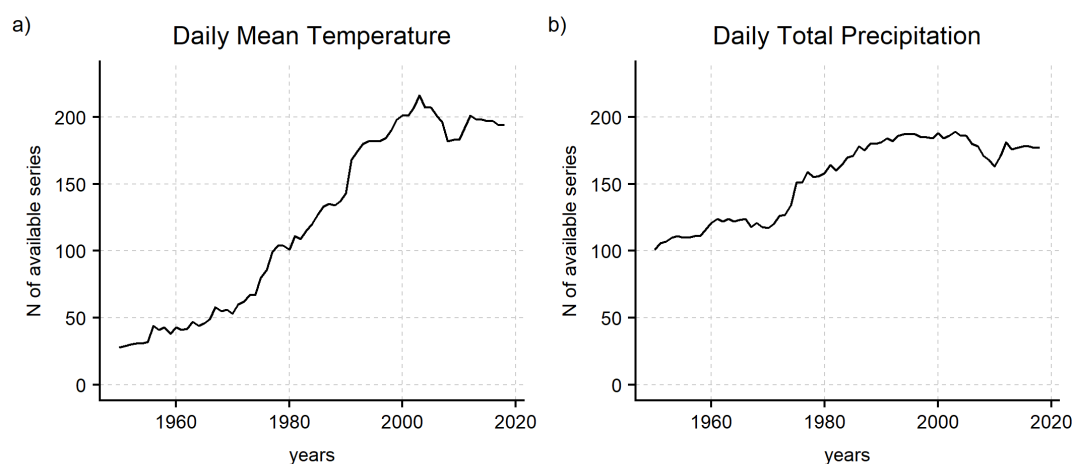 a)
Daily Mean Temperature
N of available series
200
150
100
50
0
1960 1980 2000 2020
years
b)
Daily Total Precipitation
N of available series
200
150
100
50
0
1960 1980 2000 2020
years